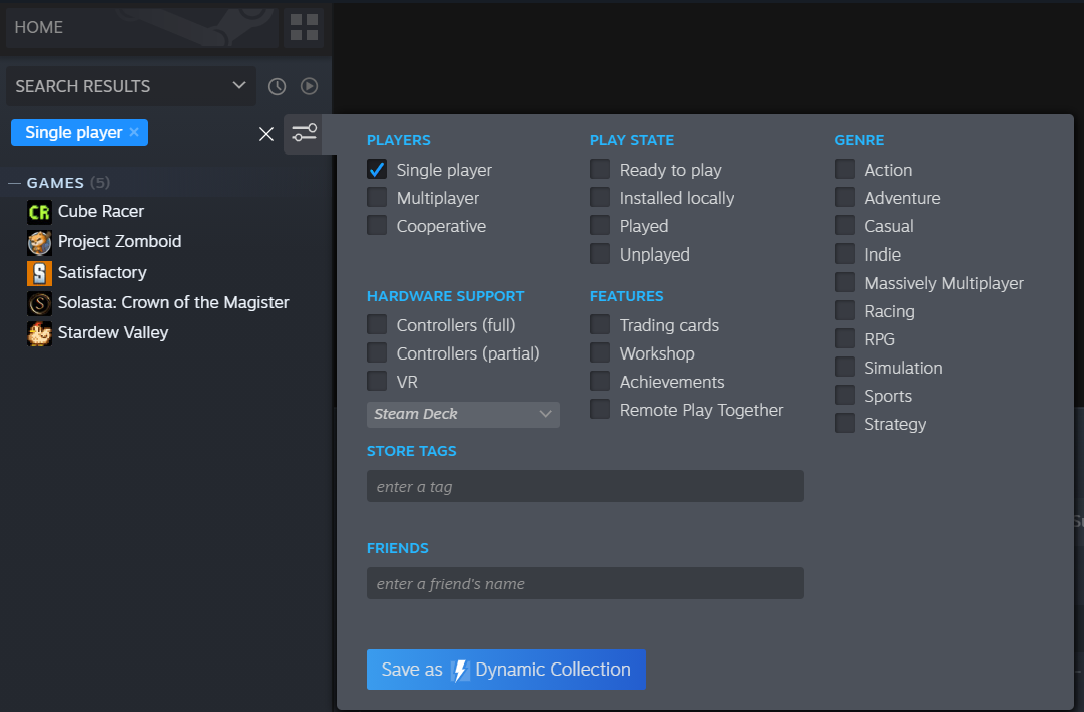 HOME
SEARCH RESULTS
Single player ×
GAMES (5)
CR Cube Racer
Project Zomboid
S Satisfactory
S Solasta: Crown of the Magister
Stardew Valley
PLAYERS
Single player
Multiplayer
Cooperative
HARDWARE SUPPORT
Controllers (full)
Controllers (partial)
VR
Steam Deck
PLAY STATE
Ready to play
Installed locally
Played
Unplayed
FEATURES
Trading cards
Workshop
Achievements
Remote Play Together
GENRE
Action
Adventure
Casual
Indie
Massively Multiplayer
Racing
RPG
Simulation
Sports
Strategy
STORE TAGS
enter a tag
FRIENDS
enter a friend's name
Save as Dynamic Collection